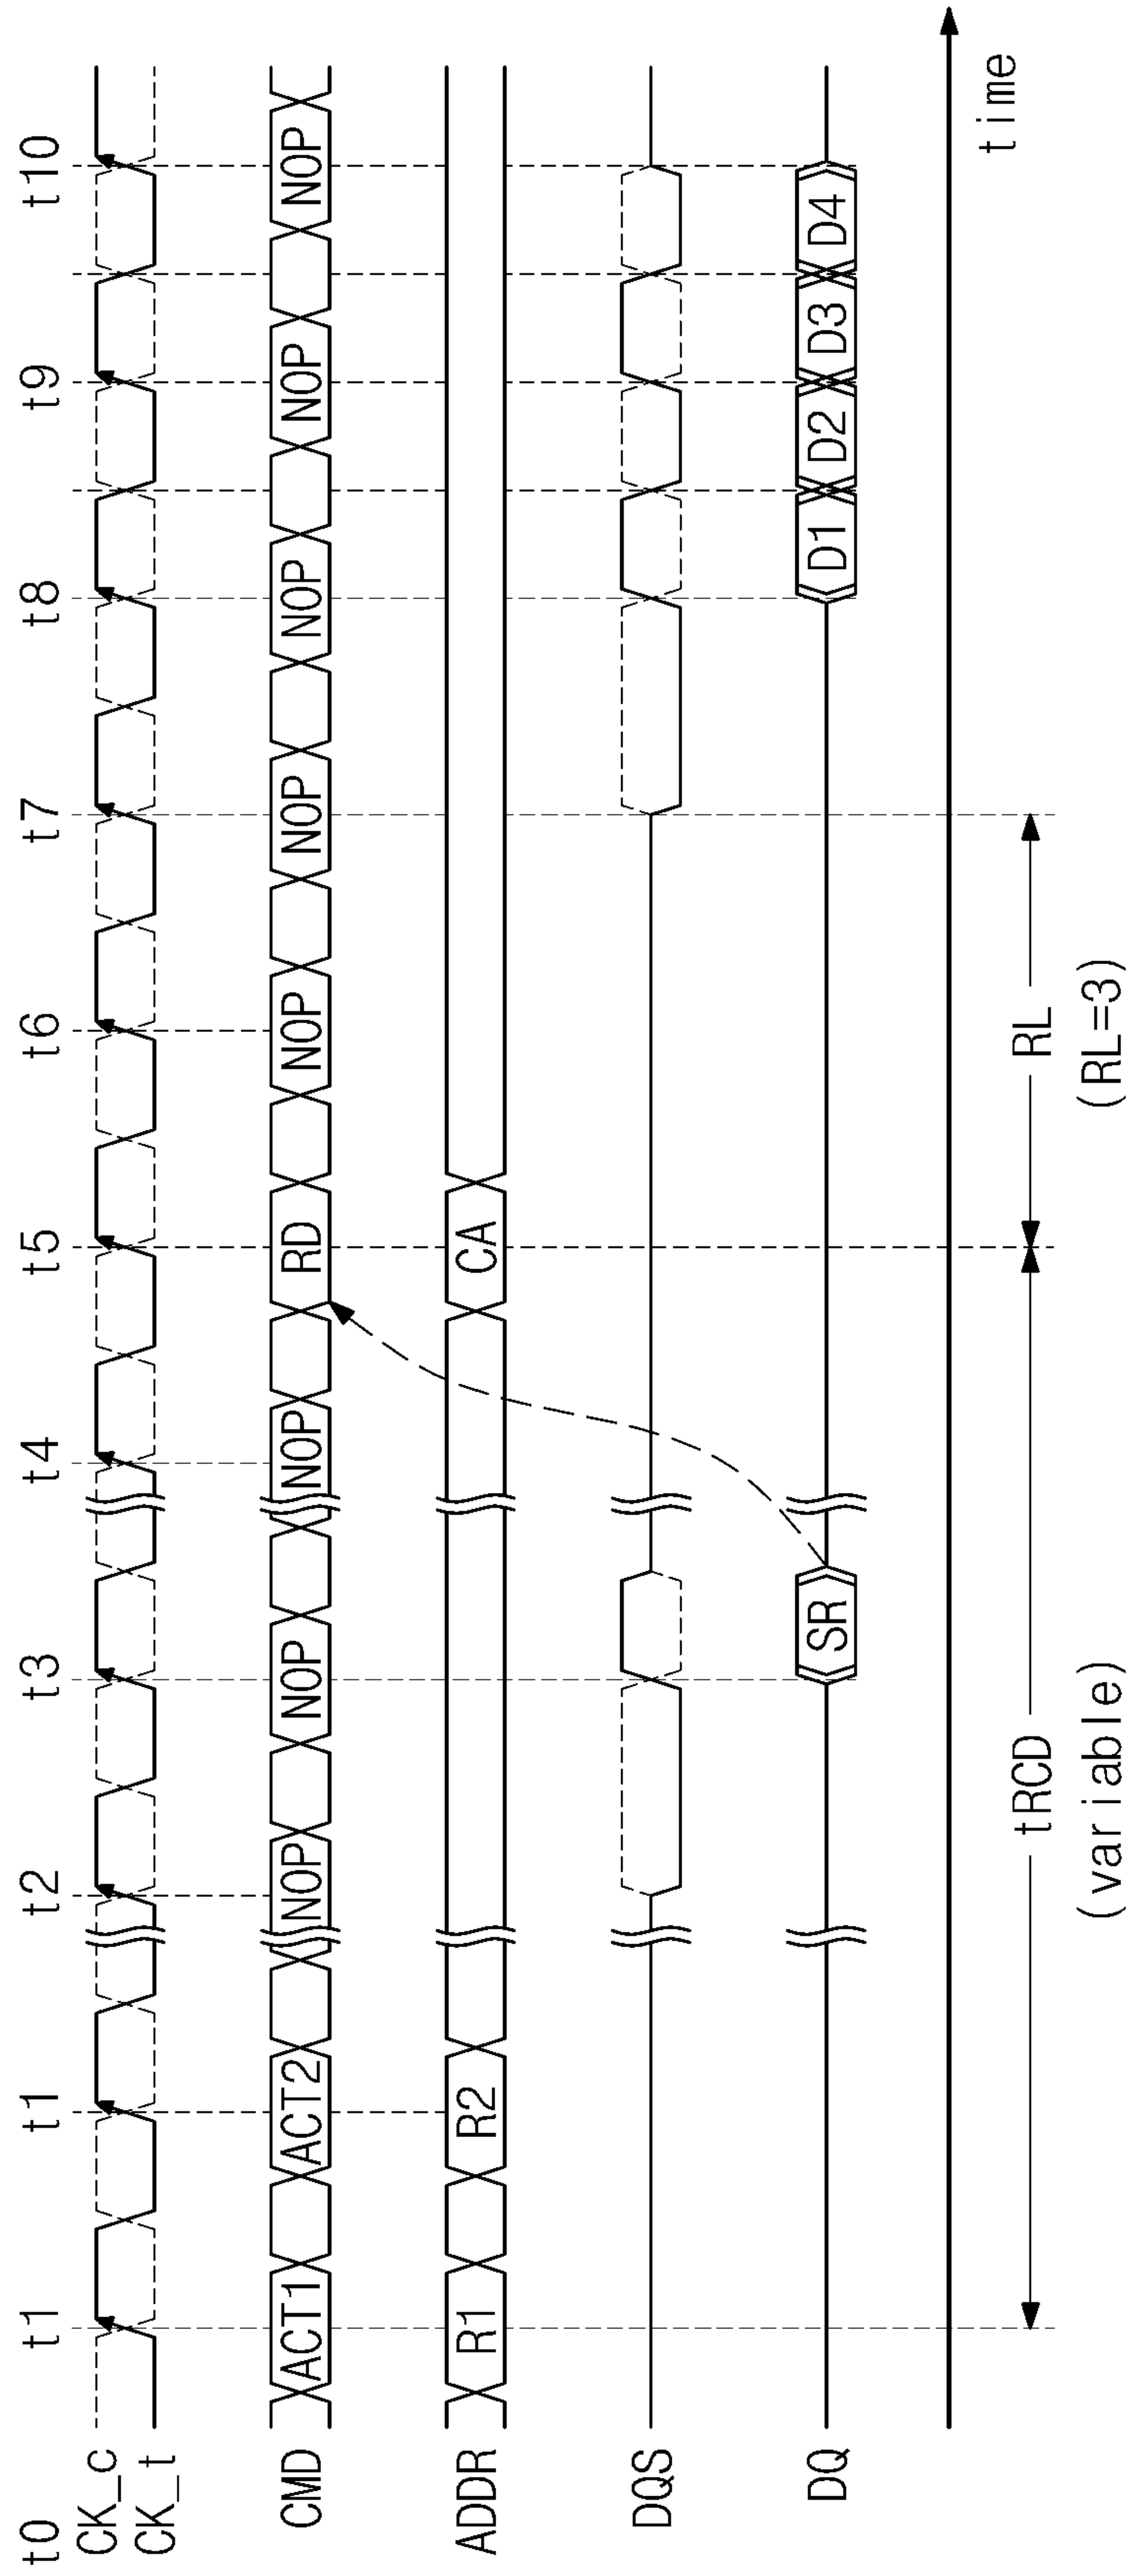 t0 t1 t1 t2 t3 t4 t5 t6 t7 t8 t9 t10
CK_c
CK_t
CMD ACT1 ACT2 NOP NOP NOP RD NOP NOP NOP NOP NOP
ADDR R1 R2 CA
DQS
DQ SR D1 D2 D3 D4
time
tRCD RL
(variable) (RL=3)